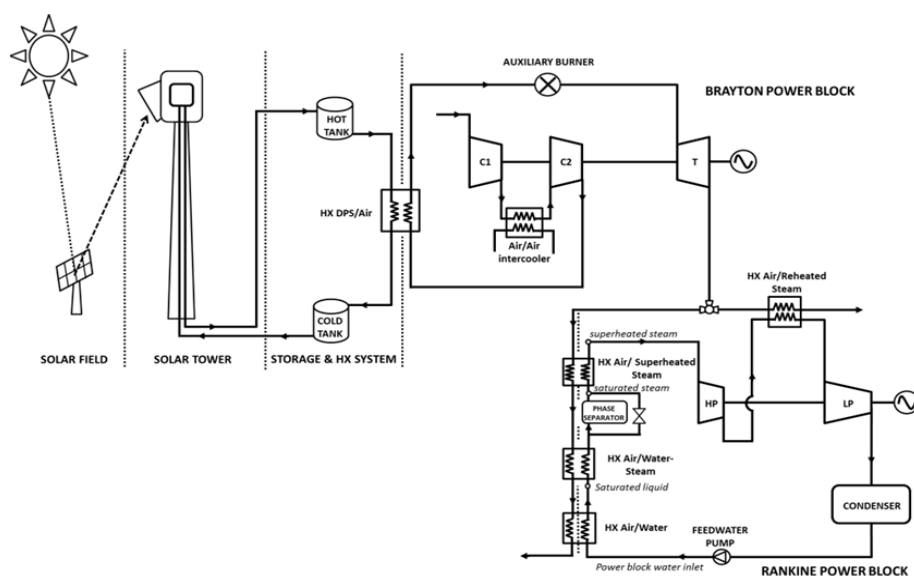 AUXILIARY BURNER
BRAYTON POWER BLOCK
HOT
TANK
C1
C2
T
HX DPS/Air
Air/Air
intercooler
HX Air/Reheated
Steam
COLD
TANK
SOLAR FIELD
SOLAR TOWER
STORAGE & HX SYSTEM
superheated steam
HX Air/ Superheated
Steam
saturated steam
PHASE
SEPARATOR
HP
LP
HX Air/Water-
Steam
Saturated liquid
CONDENSER
HX Air/Water
FEEDWATER
PUMP
Power block water inlet
RANKINE POWER BLOCK